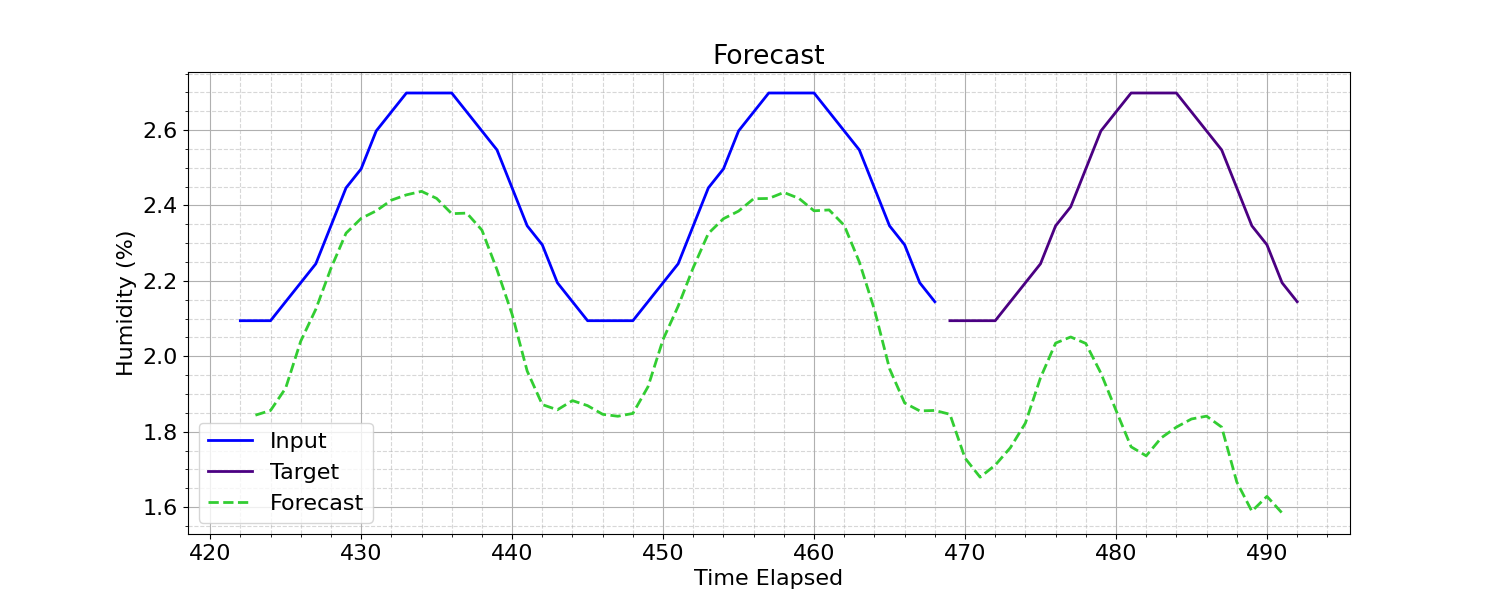 Forecast
Humidity (%)
2.6
2.4
2.2
2.0
1.8
1.6
Input
Target
Forecast
420 430 440 450 460 470 480 490
Time Elapsed